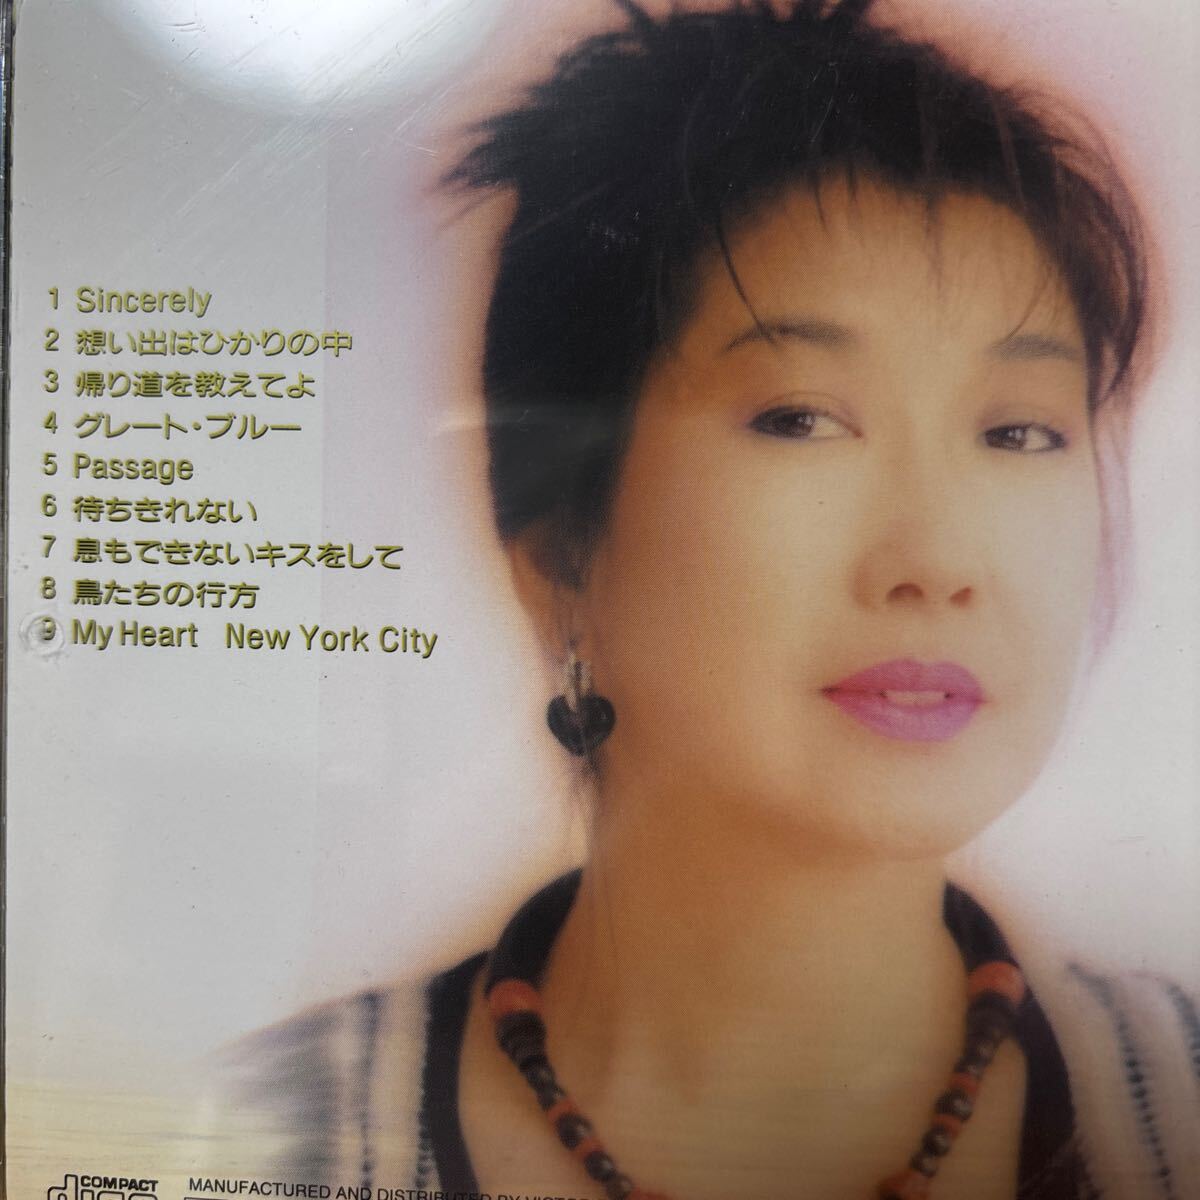 1 Sincerely
2 想い出はひかりの中
3 帰り道を教えてよ
4 グレート・ブルー
5 Passage
6 待ちきれない
7 息もできないキスをして
8 鳥たちの行方
9 My Heart New York City
COMPACT
disc
MANUFACTURED AND DISTRIBUTED BY VICTOR